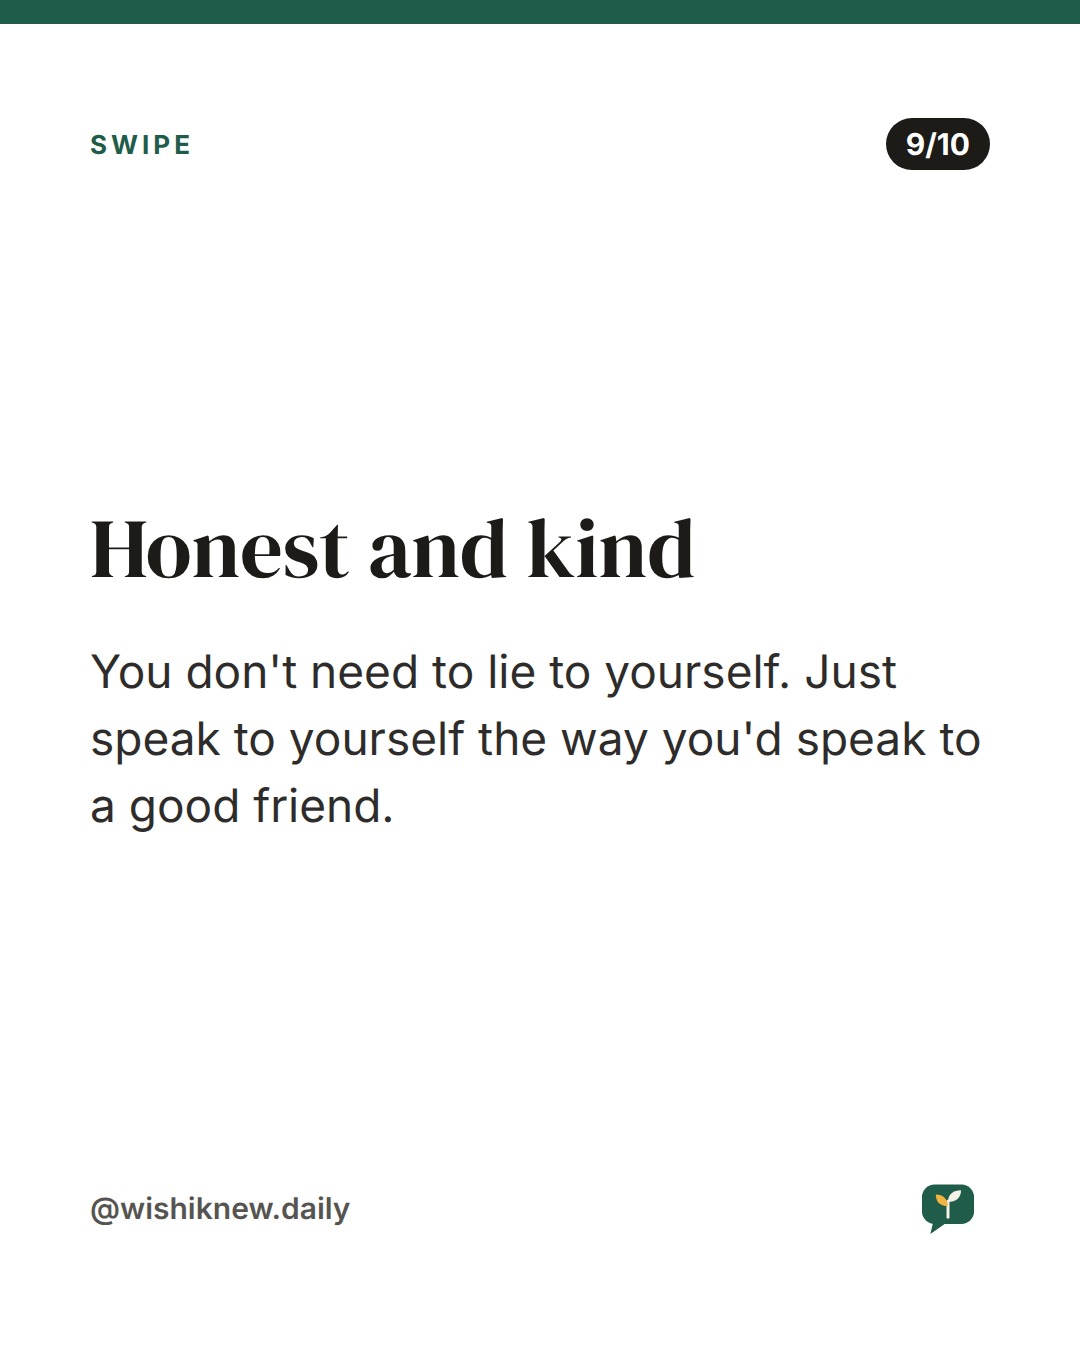 SWIPE
9/10
Honest and kind
You don't need to lie to yourself. Just
speak to yourself the way you'd speak to
a good friend.
@wishiknew.daily